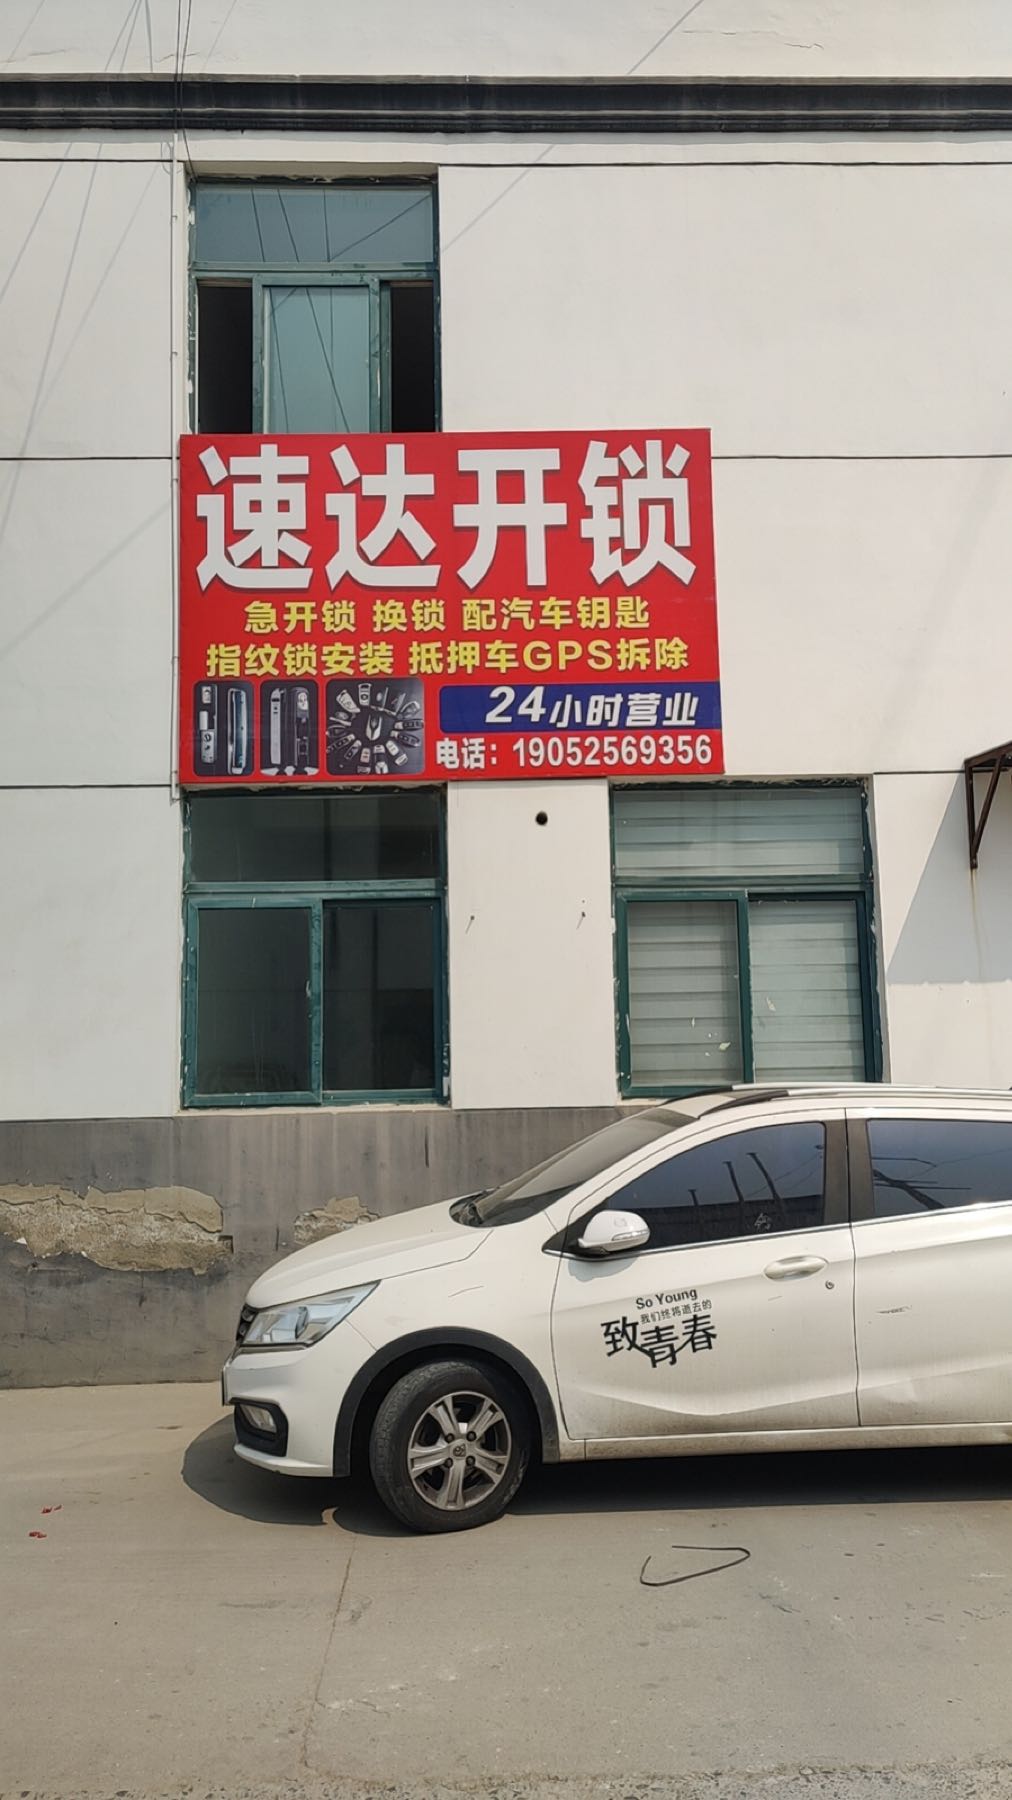 速达开锁
急开锁 换锁 配汽车钥匙
指纹锁安装 抵押车GPS拆除
24小时营业
电话：19052569356
So Young
我们终将逝去的
致青春